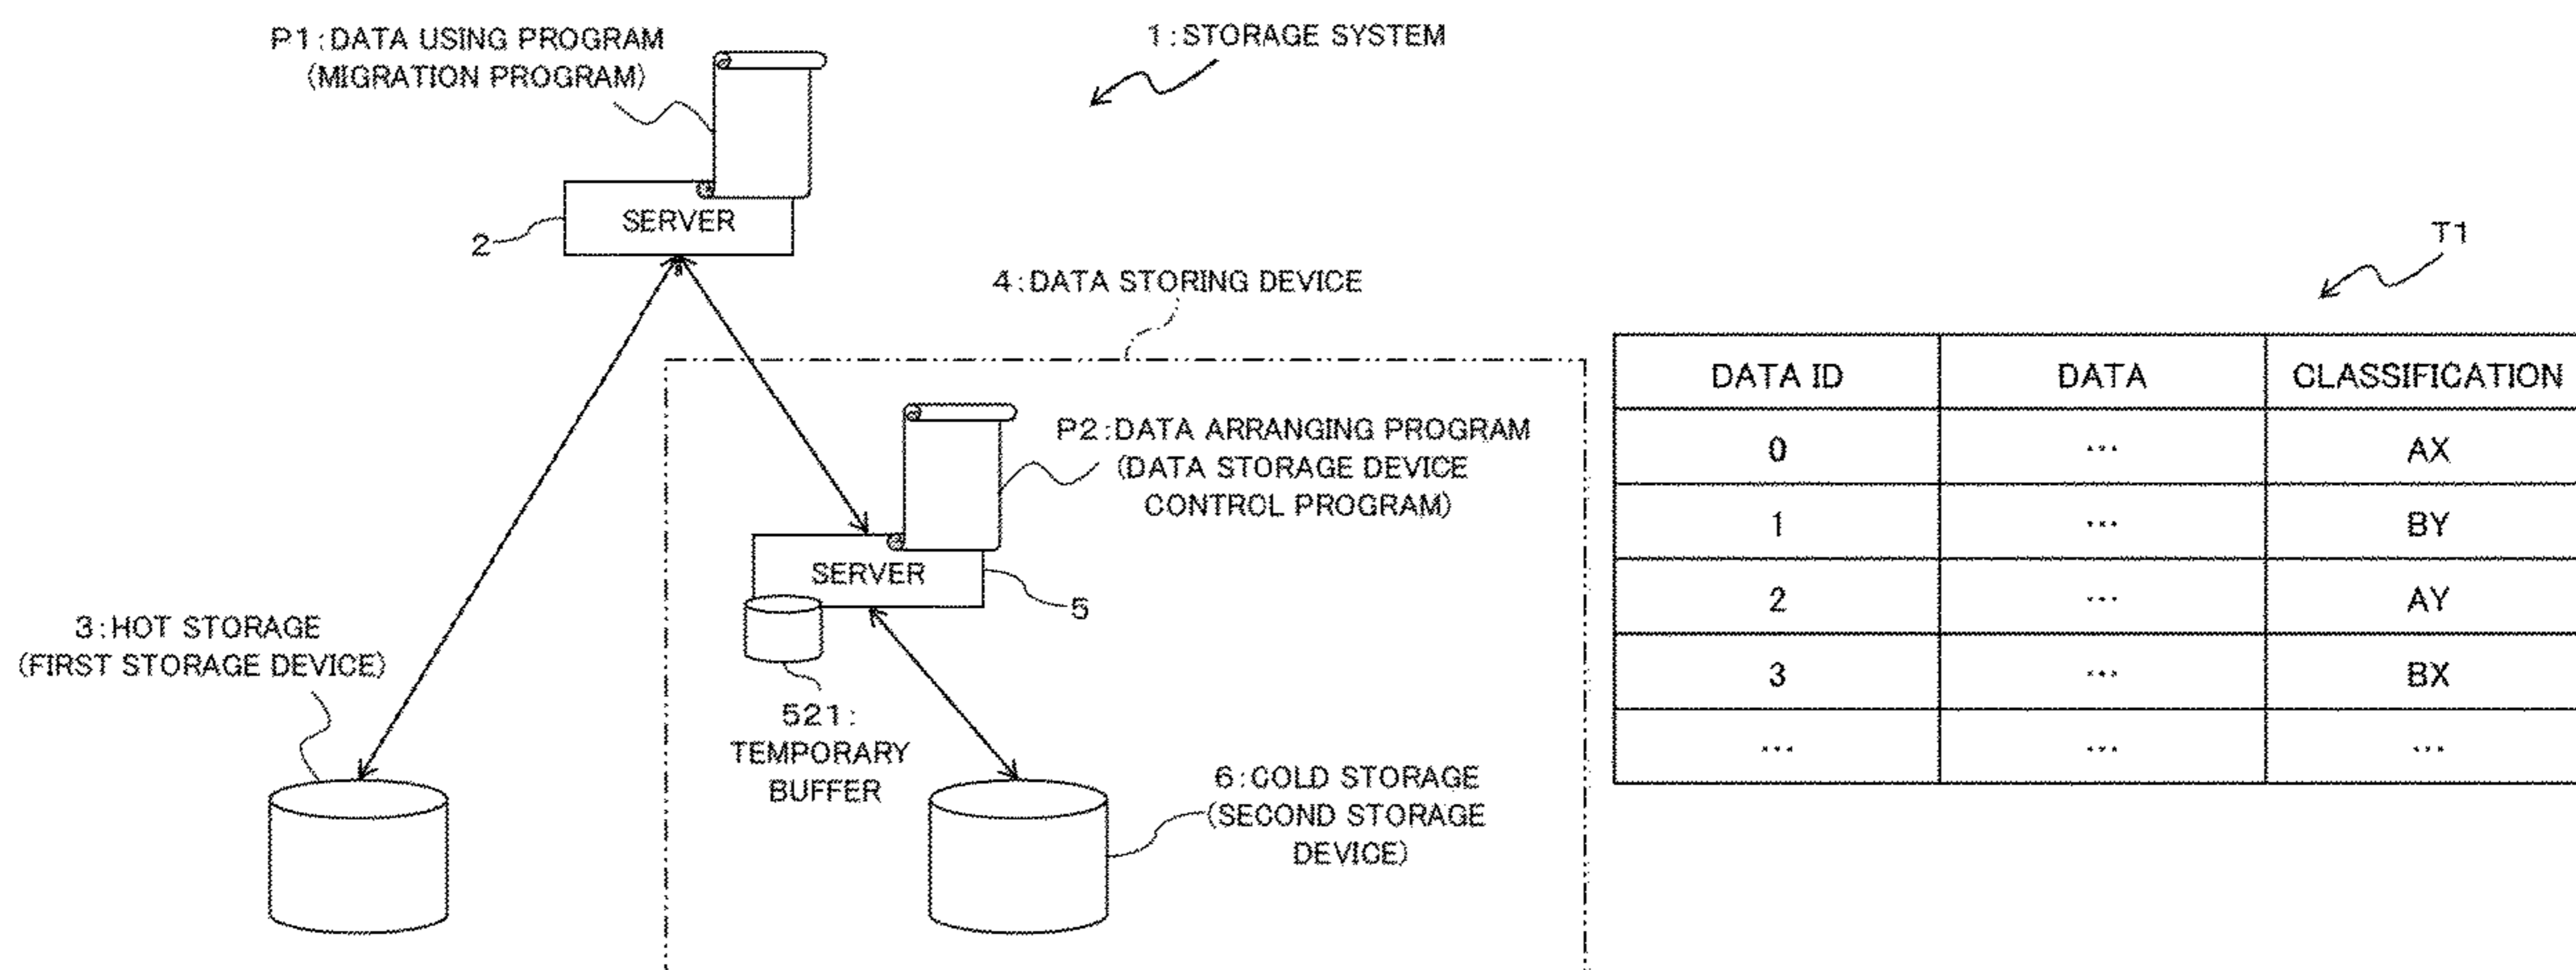 P1:DATA USING PROGRAM
(MIGRATION PROGRAM)
1:STORAGE SYSTEM
SERVER
2
4:DATA STORING DEVICE
P2:DATA ARRANGING PROGRAM
(DATA STORAGE DEVICE
CONTROL PROGRAM)
SERVER
5
3:HOT STORAGE
(FIRST STORAGE DEVICE)
521:
TEMPORARY
BUFFER
6:COLD STORAGE
(SECOND STORAGE
DEVICE)
T1
DATA ID DATA CLASSIFICATION
0 ... AX
1 ... BY
2 ... AY
3 ... BX
... ... ...